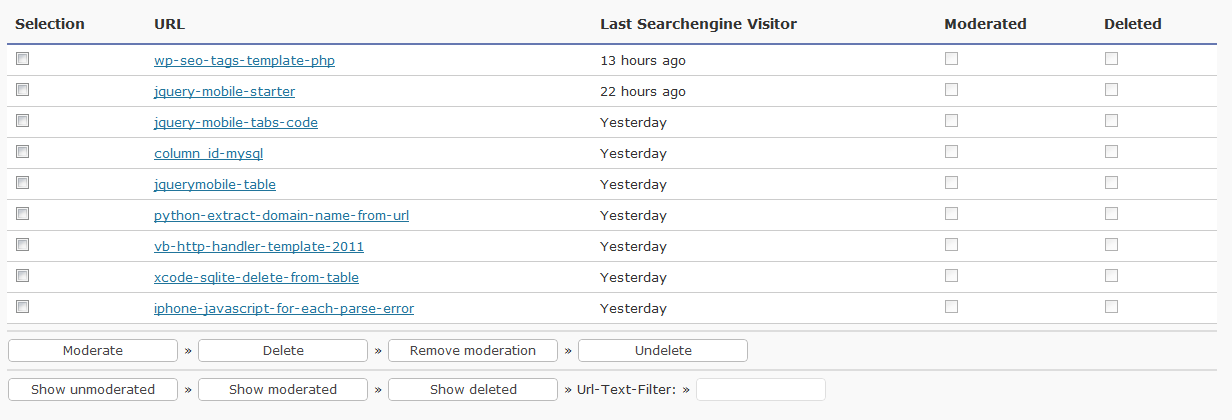 Selection URL Last Searchengine Visitor Moderated Deleted
wp-seo-tags-template-php 13 hours ago
jquery-mobile-starter 22 hours ago
jquery-mobile-tabs-code Yesterday
column_id-mysql Yesterday
jquerymobile-table Yesterday
python-extract-domain-name-from-url Yesterday
vb-http-handler-template-2011 Yesterday
xcode-sqlite-delete-from-table Yesterday
iphone-javascript-for-each-parse-error Yesterday
Moderate » Delete » Remove moderation » Undelete
Show unmoderated » Show moderated » Show deleted » Url-Text-Filter: »